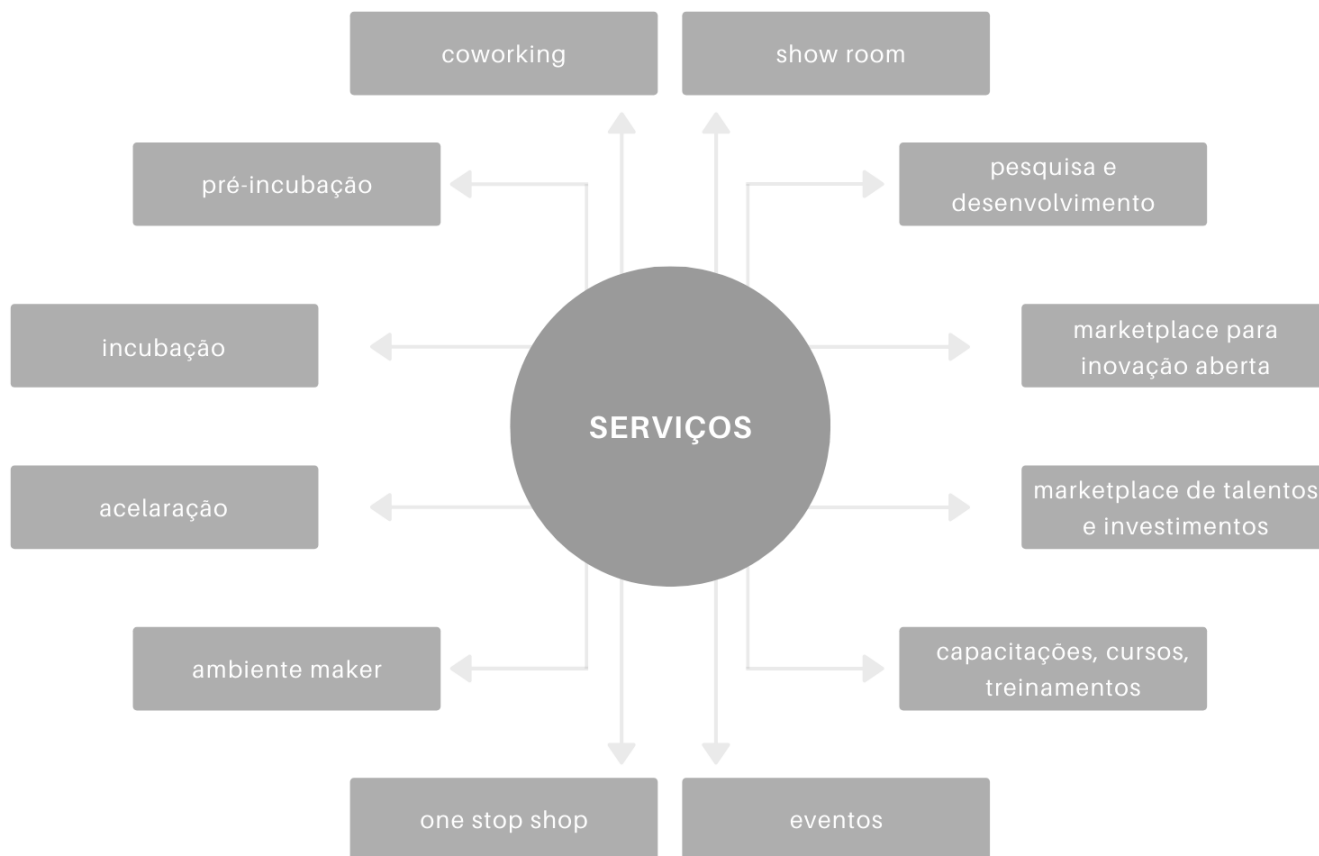 coworking
show room
pré-incubação
pesquisa e
desenvolvimento
incubação
marketplace para
inovação aberta
SERVIÇOS
acelaração
marketplace de talentos
e investimentos
ambiente maker
capacitações, cursos,
treinamentos
one stop shop
eventos